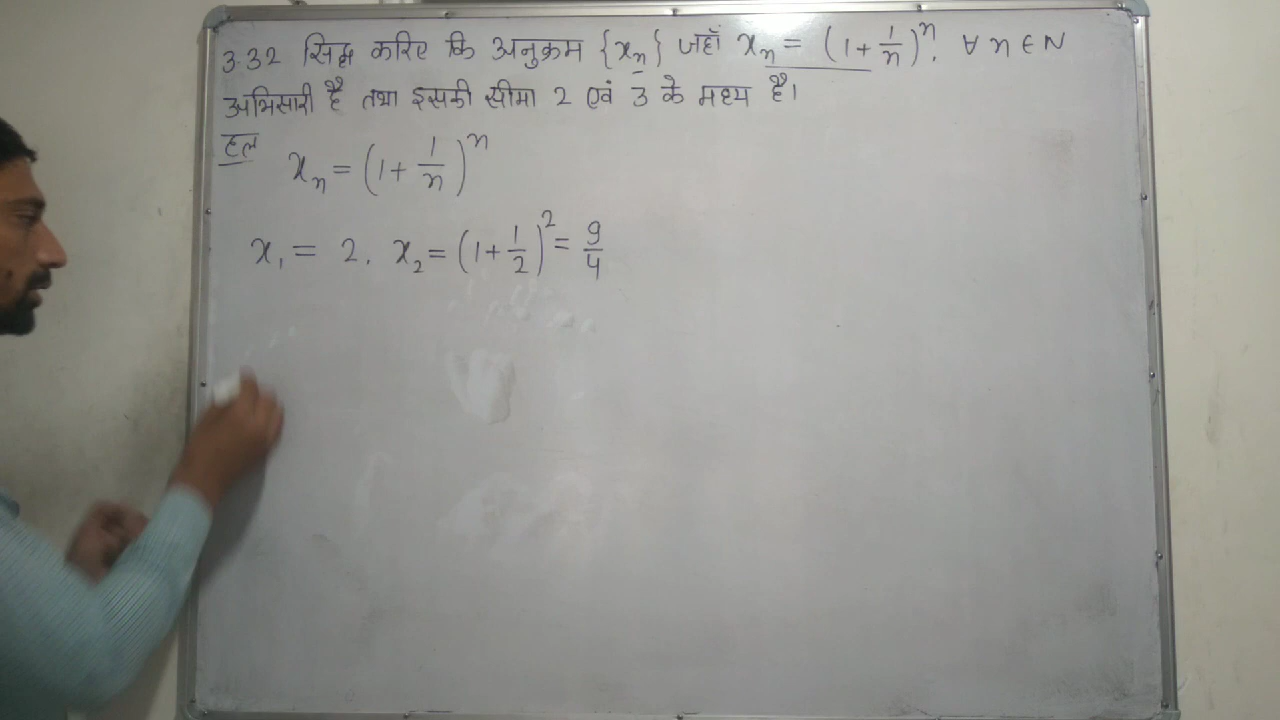 3.32 सिद्ध करिए कि अनुक्रम {xₙ} जहाँ xₙ = (1 + 1/n)ⁿ, ∀ n ∈ N
अभिसारी है तथा इसकी सीमा 2 एवं 3 के मध्य है।
हल
xₙ = (1 + 1/n)ⁿ
x₁ = 2, x₂ = (1 + 1/2)² = 9/4